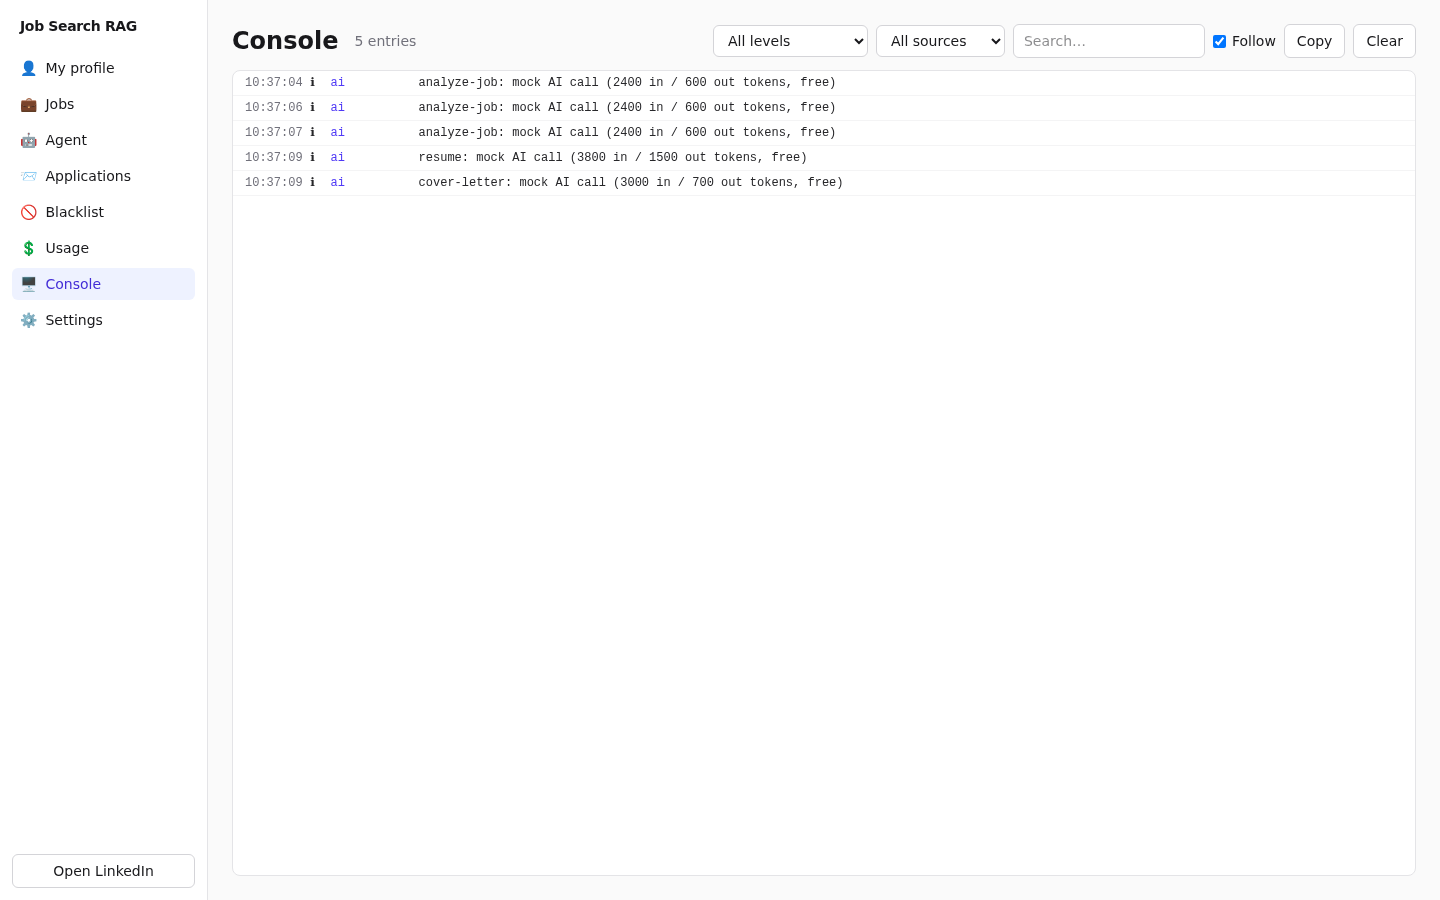 Job Search RAG
My profile
Jobs
Agent
Applications
Blacklist
Usage
Console
Settings
Open LinkedIn
Console 5 entries All levels All sources Search... Follow Copy Clear
10:37:04 ℹ ai analyze-job: mock AI call (2400 in / 600 out tokens, free)
10:37:06 ℹ ai analyze-job: mock AI call (2400 in / 600 out tokens, free)
10:37:07 ℹ ai analyze-job: mock AI call (2400 in / 600 out tokens, free)
10:37:09 ℹ ai resume: mock AI call (3800 in / 1500 out tokens, free)
10:37:09 ℹ ai cover-letter: mock AI call (3000 in / 700 out tokens, free)